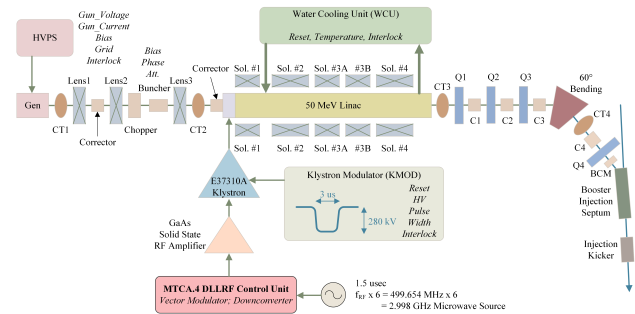 HVPS
Gun_Voltage
Gun_Current
Bias
Grid
Interlock
Water Cooling Unit (WCU)
Reset, Temperature, Interlock
Bias
Phase
Att.
Buncher
Lens1
Lens2
Lens3
Corrector
Sol. #1
Sol. #2
Sol. #3A
#3B
Sol. #4
CT3
Q1
Q2
Q3
60°
Bending
Gen
CT1
Corrector
Chopper
CT2
50 MeV Linac
C1
C2
C3
CT4
C4
Q4
BCM
Sol. #1
Sol. #2
Sol. #3A
#3B
Sol. #4
E37310A
Klystron
Klystron Modulator (KMOD)
3 us
280 kV
Reset
HV
Pulse
Width
Interlock
Booster
Injection
Septum
Injection
Kicker
GaAs
Solid State
RF Amplifier
MTCA.4 DLLRF Control Unit
Vector Modulator; Downconverter
1.5 usec
fRF x 6 = 499.654 MHz x 6
= 2.998 GHz Microwave Source